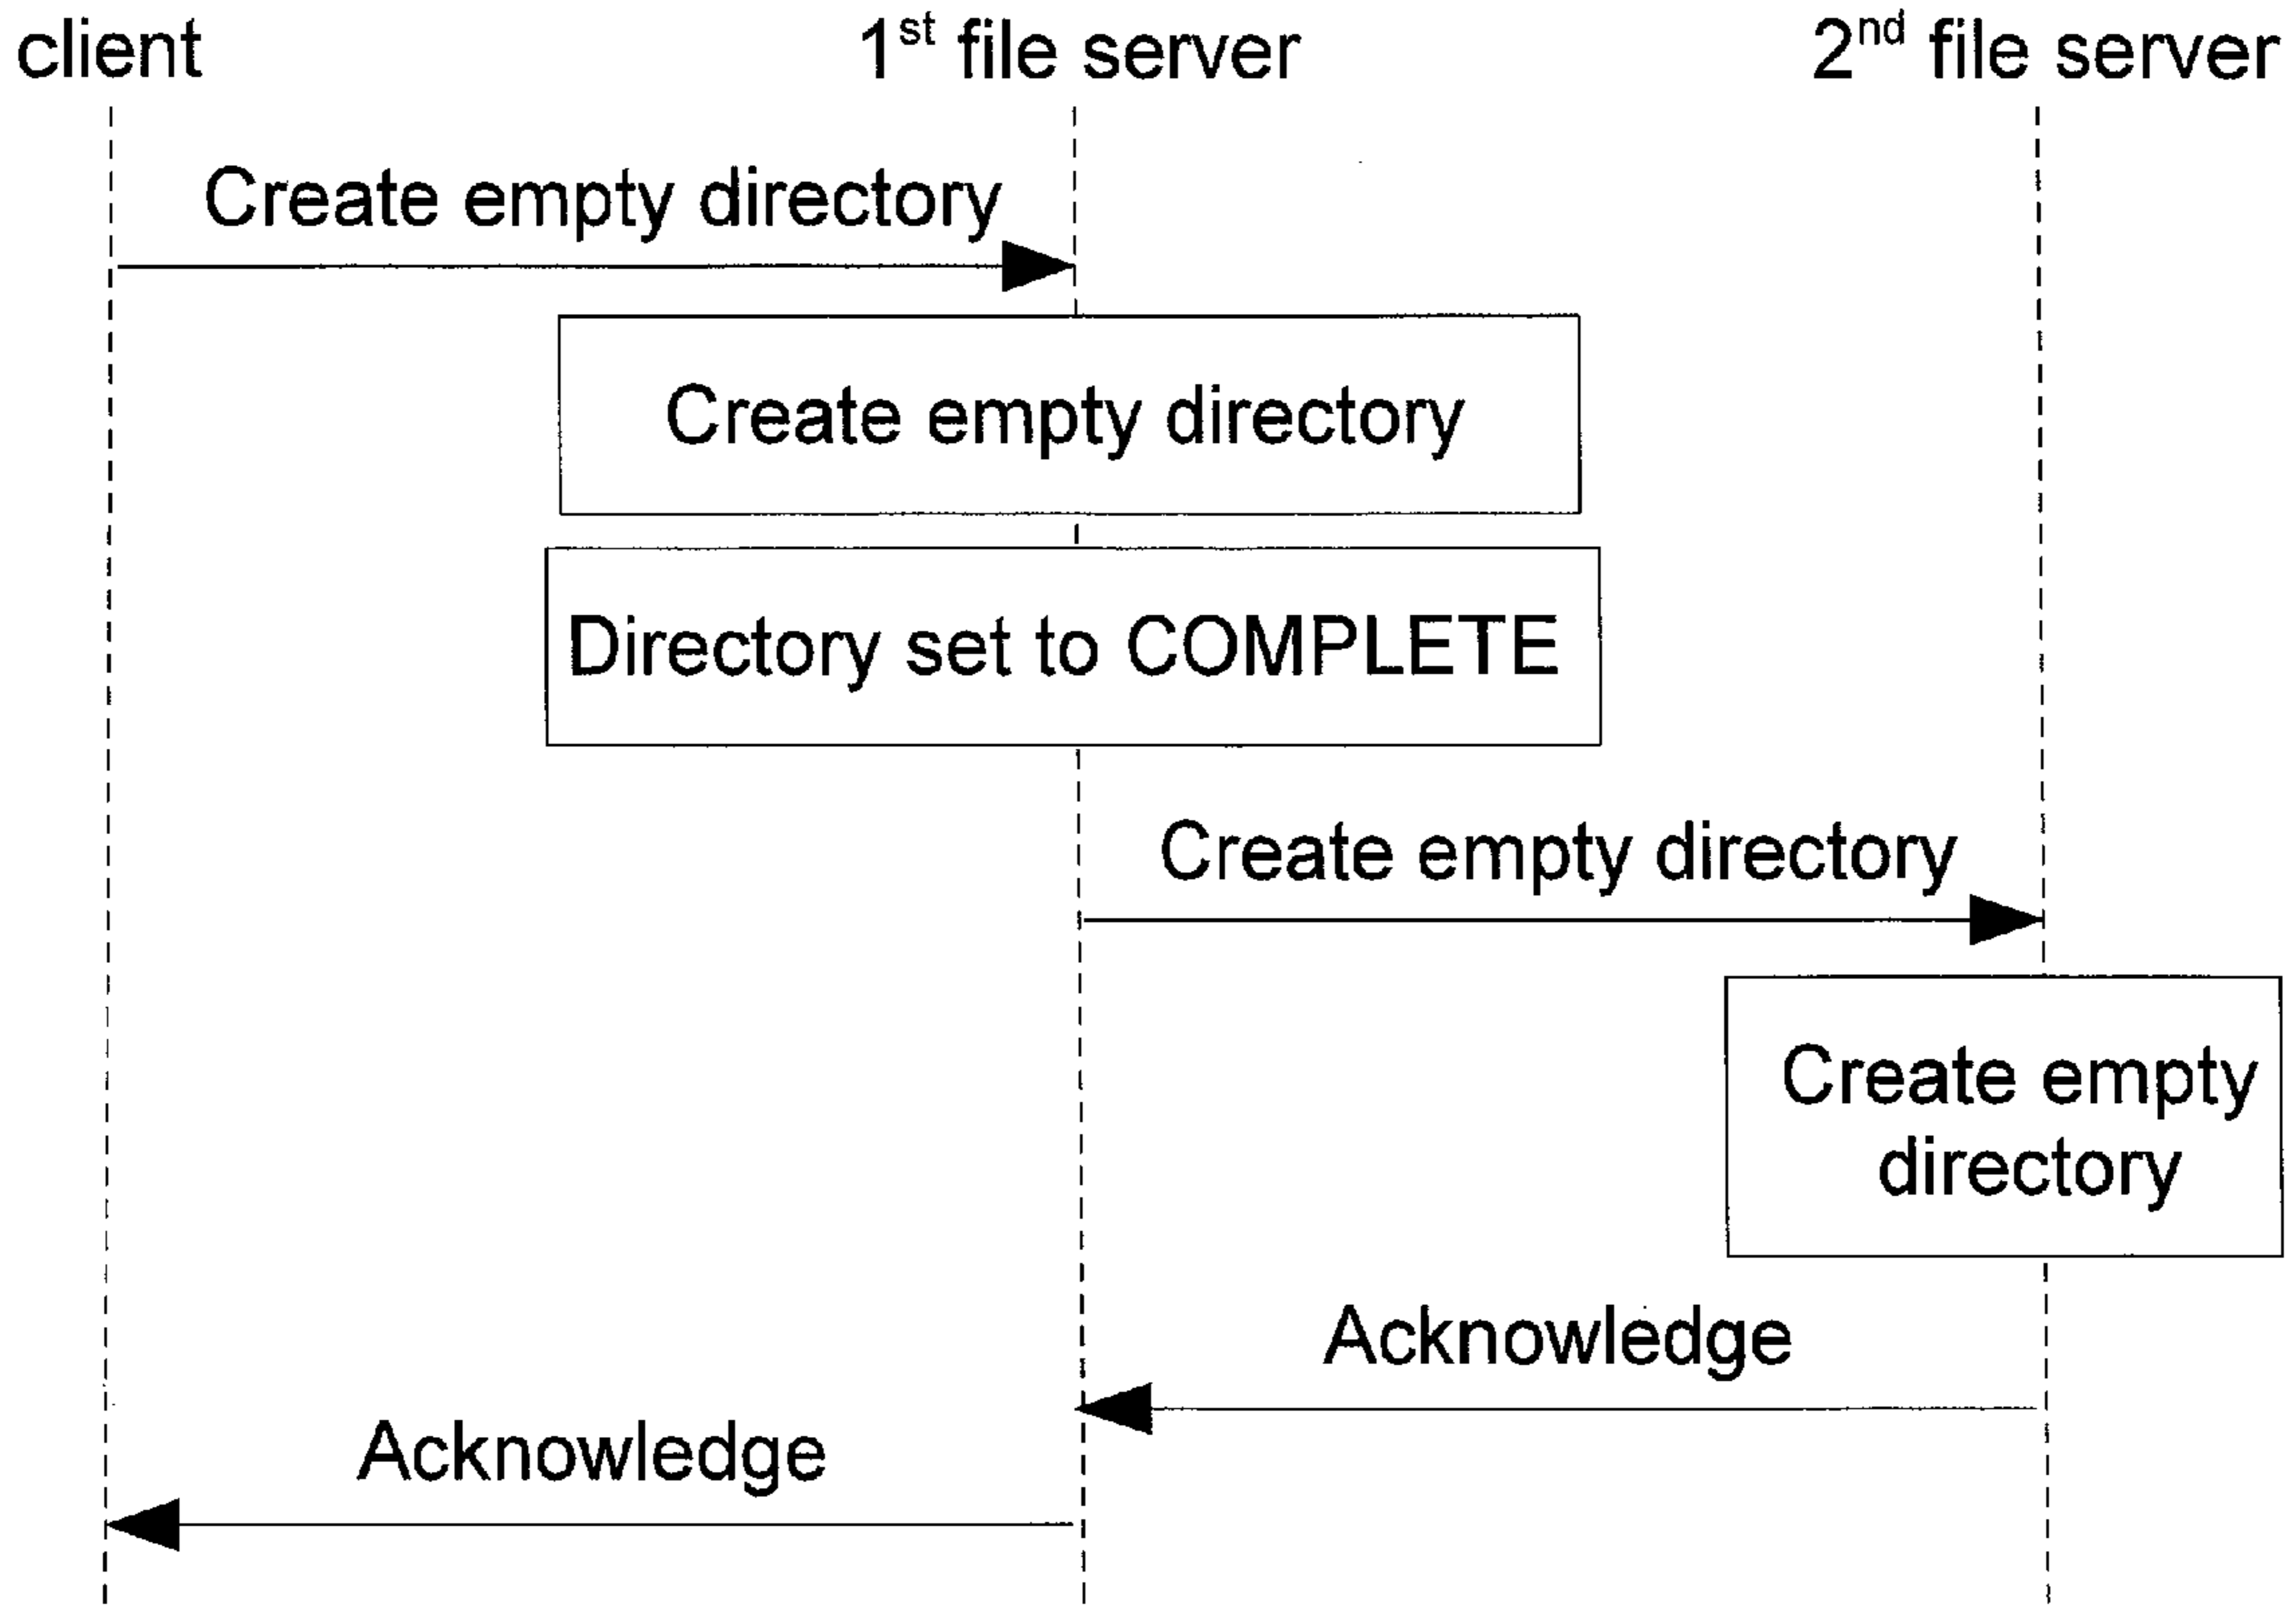 client
1st file server
2nd file server
Create empty directory
Create empty directory
Directory set to COMPLETE
Create empty directory
Create empty
directory
Acknowledge
Acknowledge